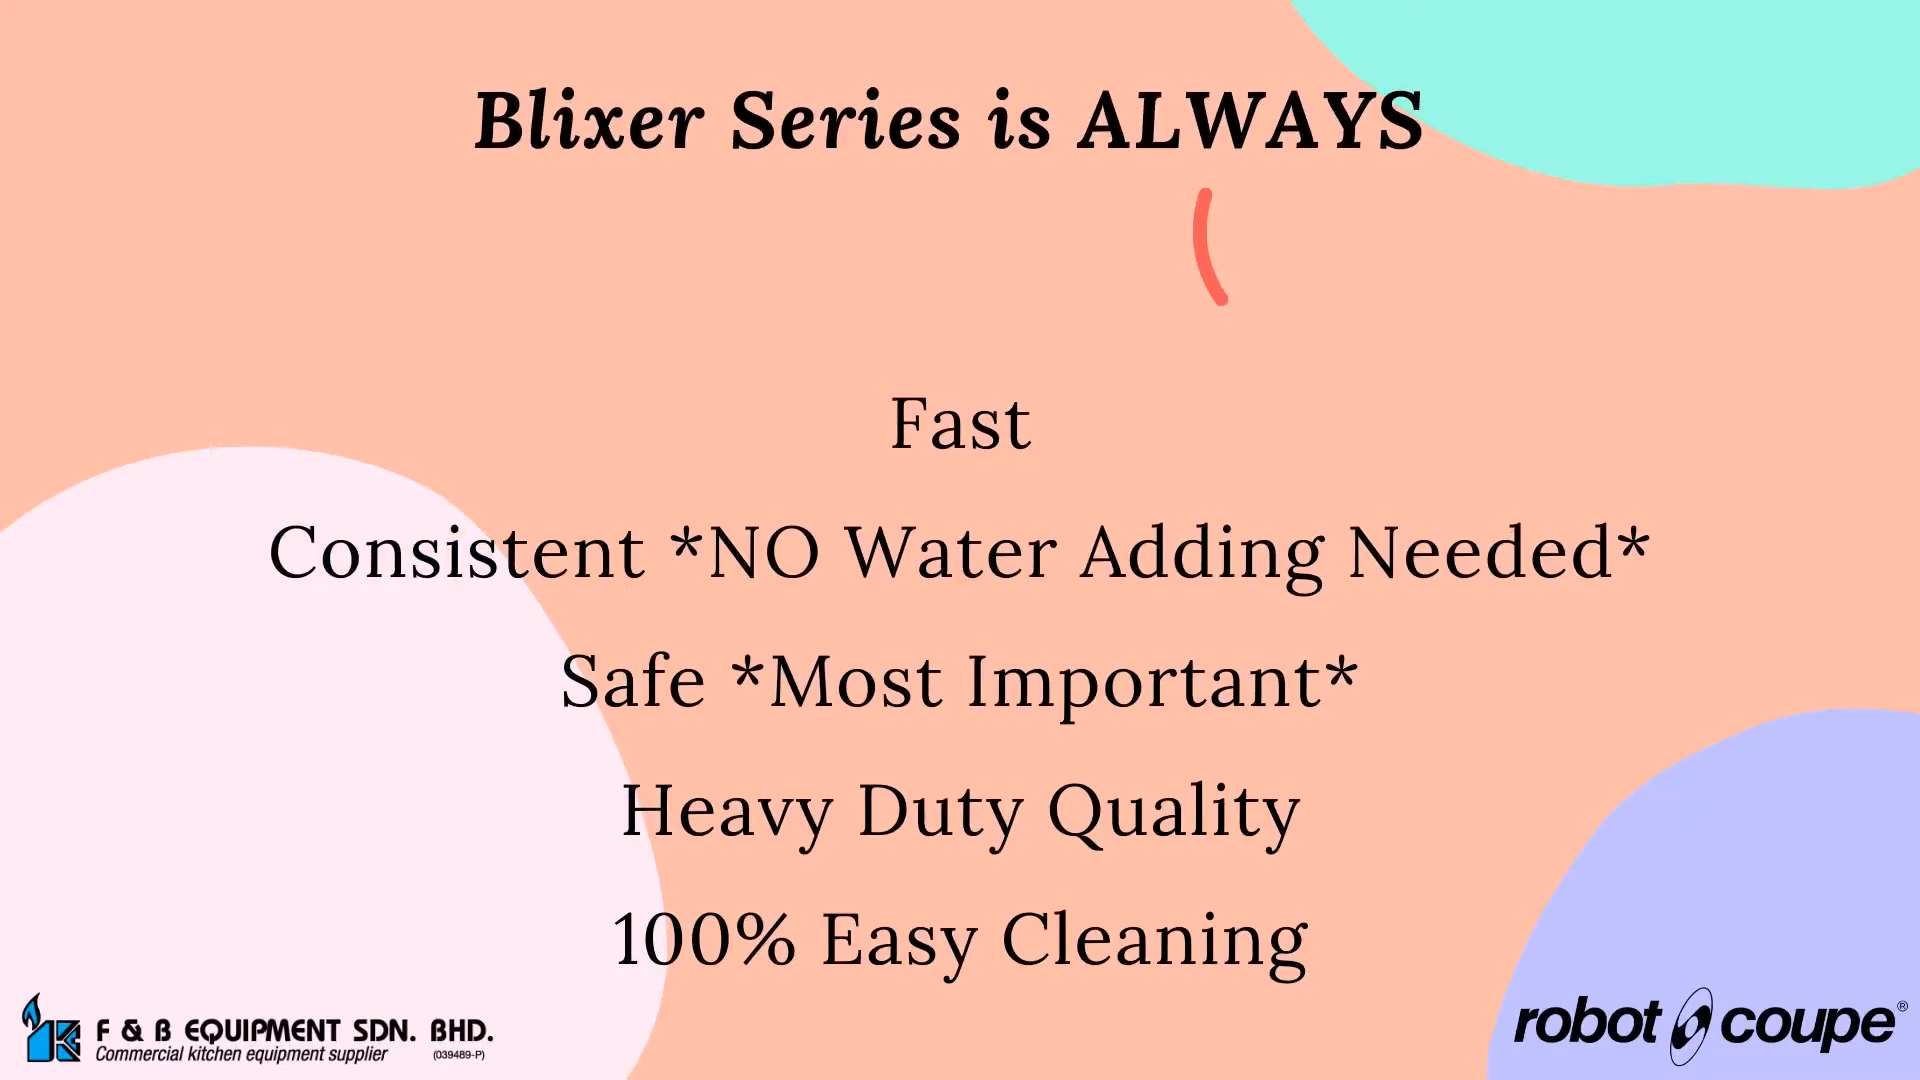 Blixer Series is ALWAYS
Fast
Consistent *NO Water Adding Needed*
Safe *Most Important*
Heavy Duty Quality
100% Easy Cleaning
F & B EQUIPMENT SDN. BHD.
Commercial kitchen equipment supplier (039489-P)
robot coupe®